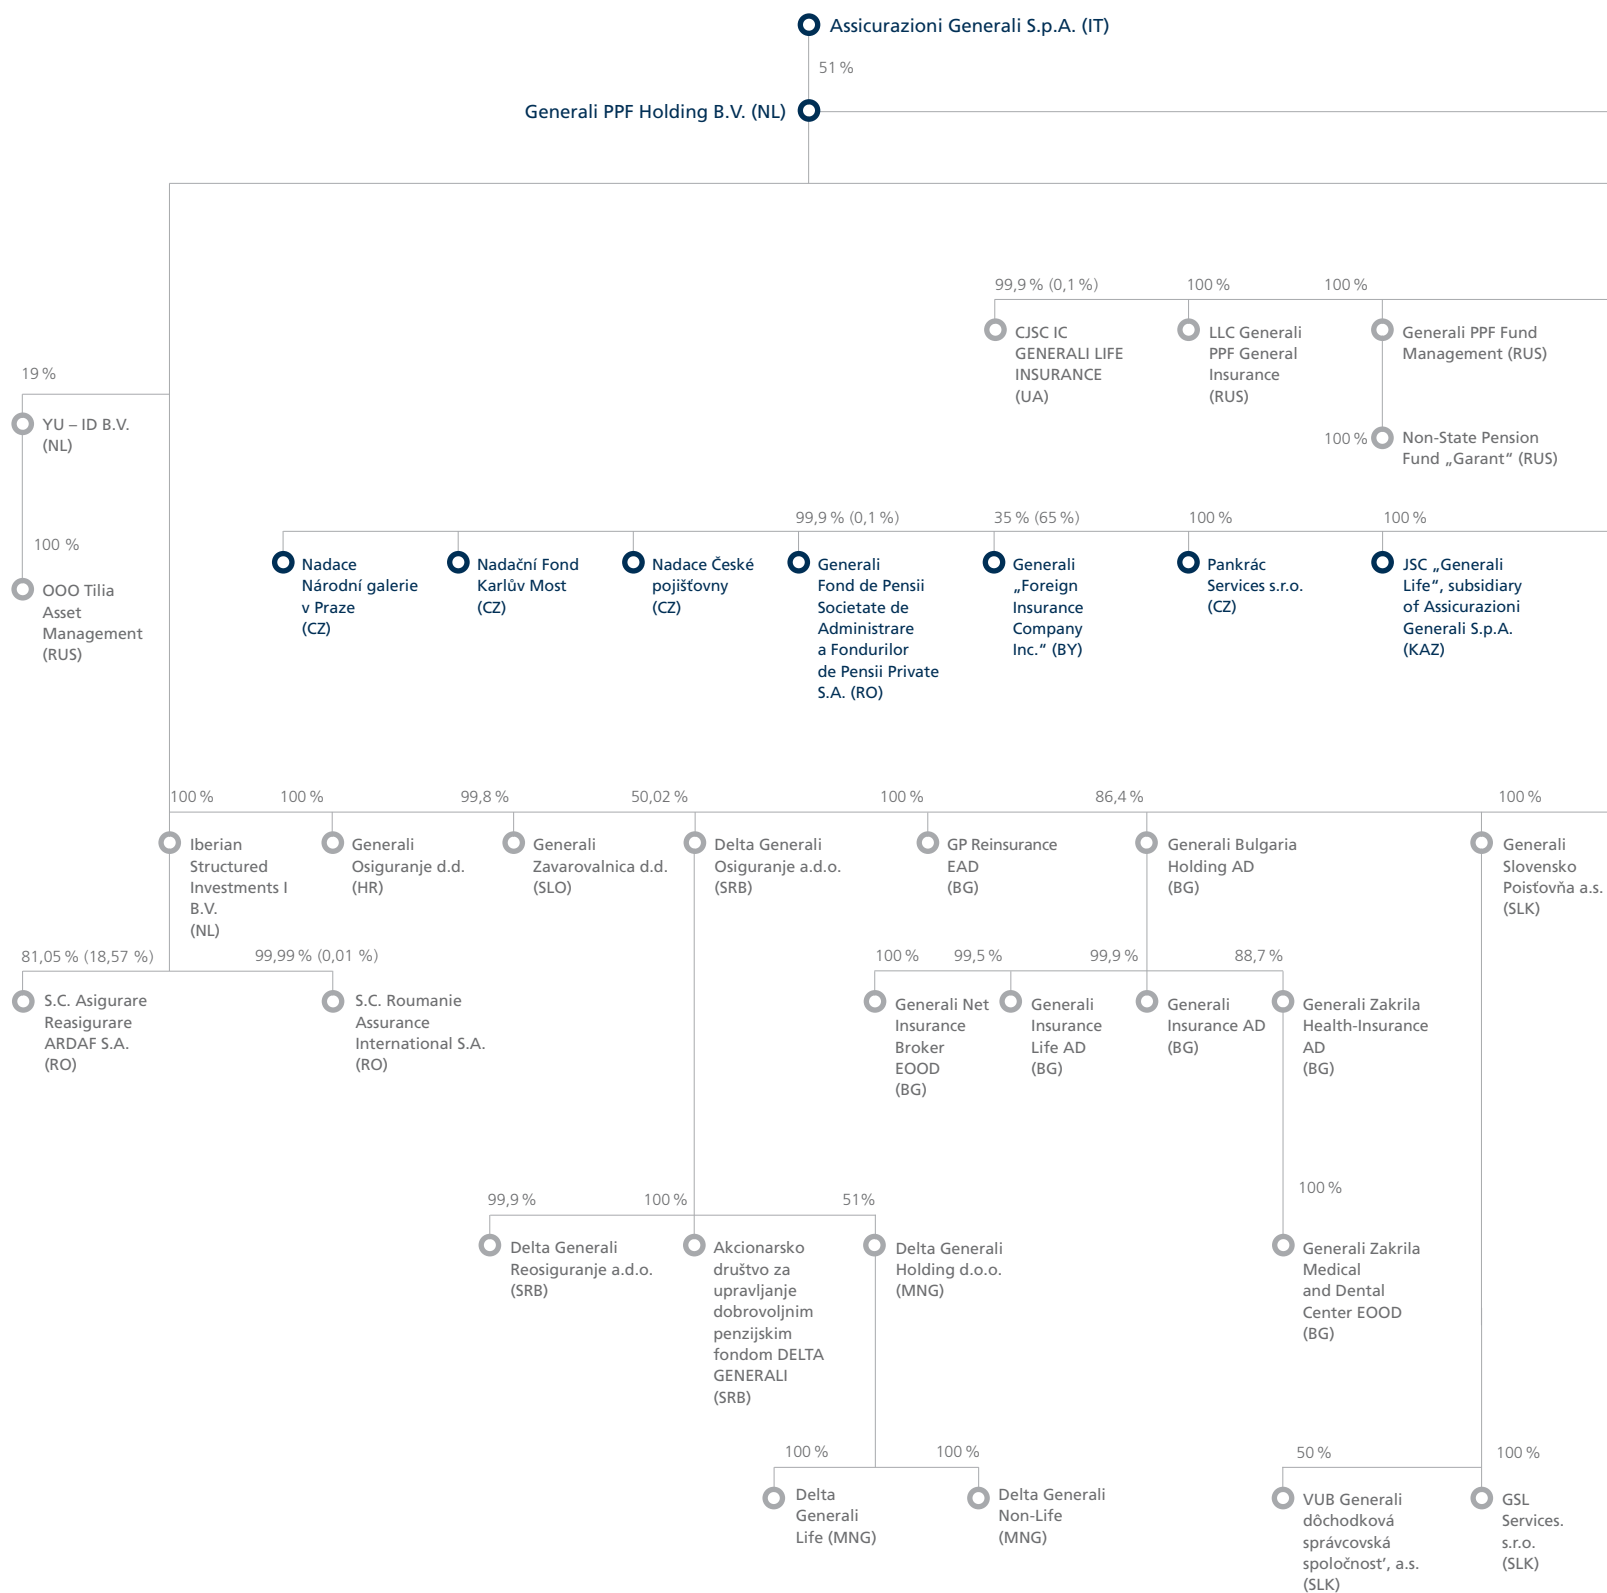 Assicurazioni Generali S.p.A. (IT)
51 %
Generali PPF Holding B.V. (NL)
99,9 % (0,1 %)
CJSC IC
GENERALI LIFE
INSURANCE
(UA)
100 %
LLC Generali
PPF General
Insurance
(RUS)
100 %
Generali PPF Fund
Management (RUS)
100 %
Non-State Pension
Fund „Garant“ (RUS)
19 %
YU – ID B.V.
(NL)
100 %
OOO Tilia
Asset
Management
(RUS)
Nadace
Národní galerie
v Praze
(CZ)
Nadační Fond
Karlův Most
(CZ)
Nadace České
pojišťovny
(CZ)
99,9 % (0,1 %)
Generali
Fond de Pensii
Societate de
Administrare
a Fondurilor
de Pensii Private
S.A. (RO)
35 % (65 %)
Generali
„Foreign
Insurance
Company
Inc.“ (BY)
100 %
Pankrác
Services s.r.o.
(CZ)
100 %
JSC „Generali
Life“, subsidiary
of Assicurazioni
Generali S.p.A.
(KAZ)
100 %
Iberian
Structured
Investments I
B.V.
(NL)
100 %
Generali
Osiguranje d.d.
(HR)
99,8 %
Generali
Zavarovalnica d.d.
(SLO)
50,02 %
Delta Generali
Osiguranje a.d.o.
(SRB)
100 %
GP Reinsurance
EAD
(BG)
86,4 %
Generali Bulgaria
Holding AD
(BG)
100 %
Generali
Slovensko
Poisťovňa a.s.
(SLK)
81,05 % (18,57 %)
S.C. Asigurare
Reasigurare
ARDAF S.A.
(RO)
99,99 % (0,01 %)
S.C. Roumanie
Assurance
International S.A.
(RO)
100 %
Generali Net
Insurance
Broker
EOOD
(BG)
99,5 %
Generali
Insurance
Life AD
(BG)
99,9 %
Generali
Insurance AD
(BG)
88,7 %
Generali Zakrila
Health-Insurance
AD
(BG)
99,9 %
Delta Generali
Reosiguranje a.d.o.
(SRB)
100 %
Akcionarsko
društvo za
upravljanje
dobrovoljnim
penzijskim
fondom DELTA
GENERALI
(SRB)
51%
Delta Generali
Holding d.o.o.
(MNG)
100 %
Generali Zakrila
Medical
and Dental
Center EOOD
(BG)
100 %
Delta
Generali
Life (MNG)
100 %
Delta Generali
Non-Life
(MNG)
50 %
VUB Generali
dôchodková
správcovská
spoločnosť, a.s.
(SLK)
100 %
GSL
Services.
s.r.o.
(SLK)